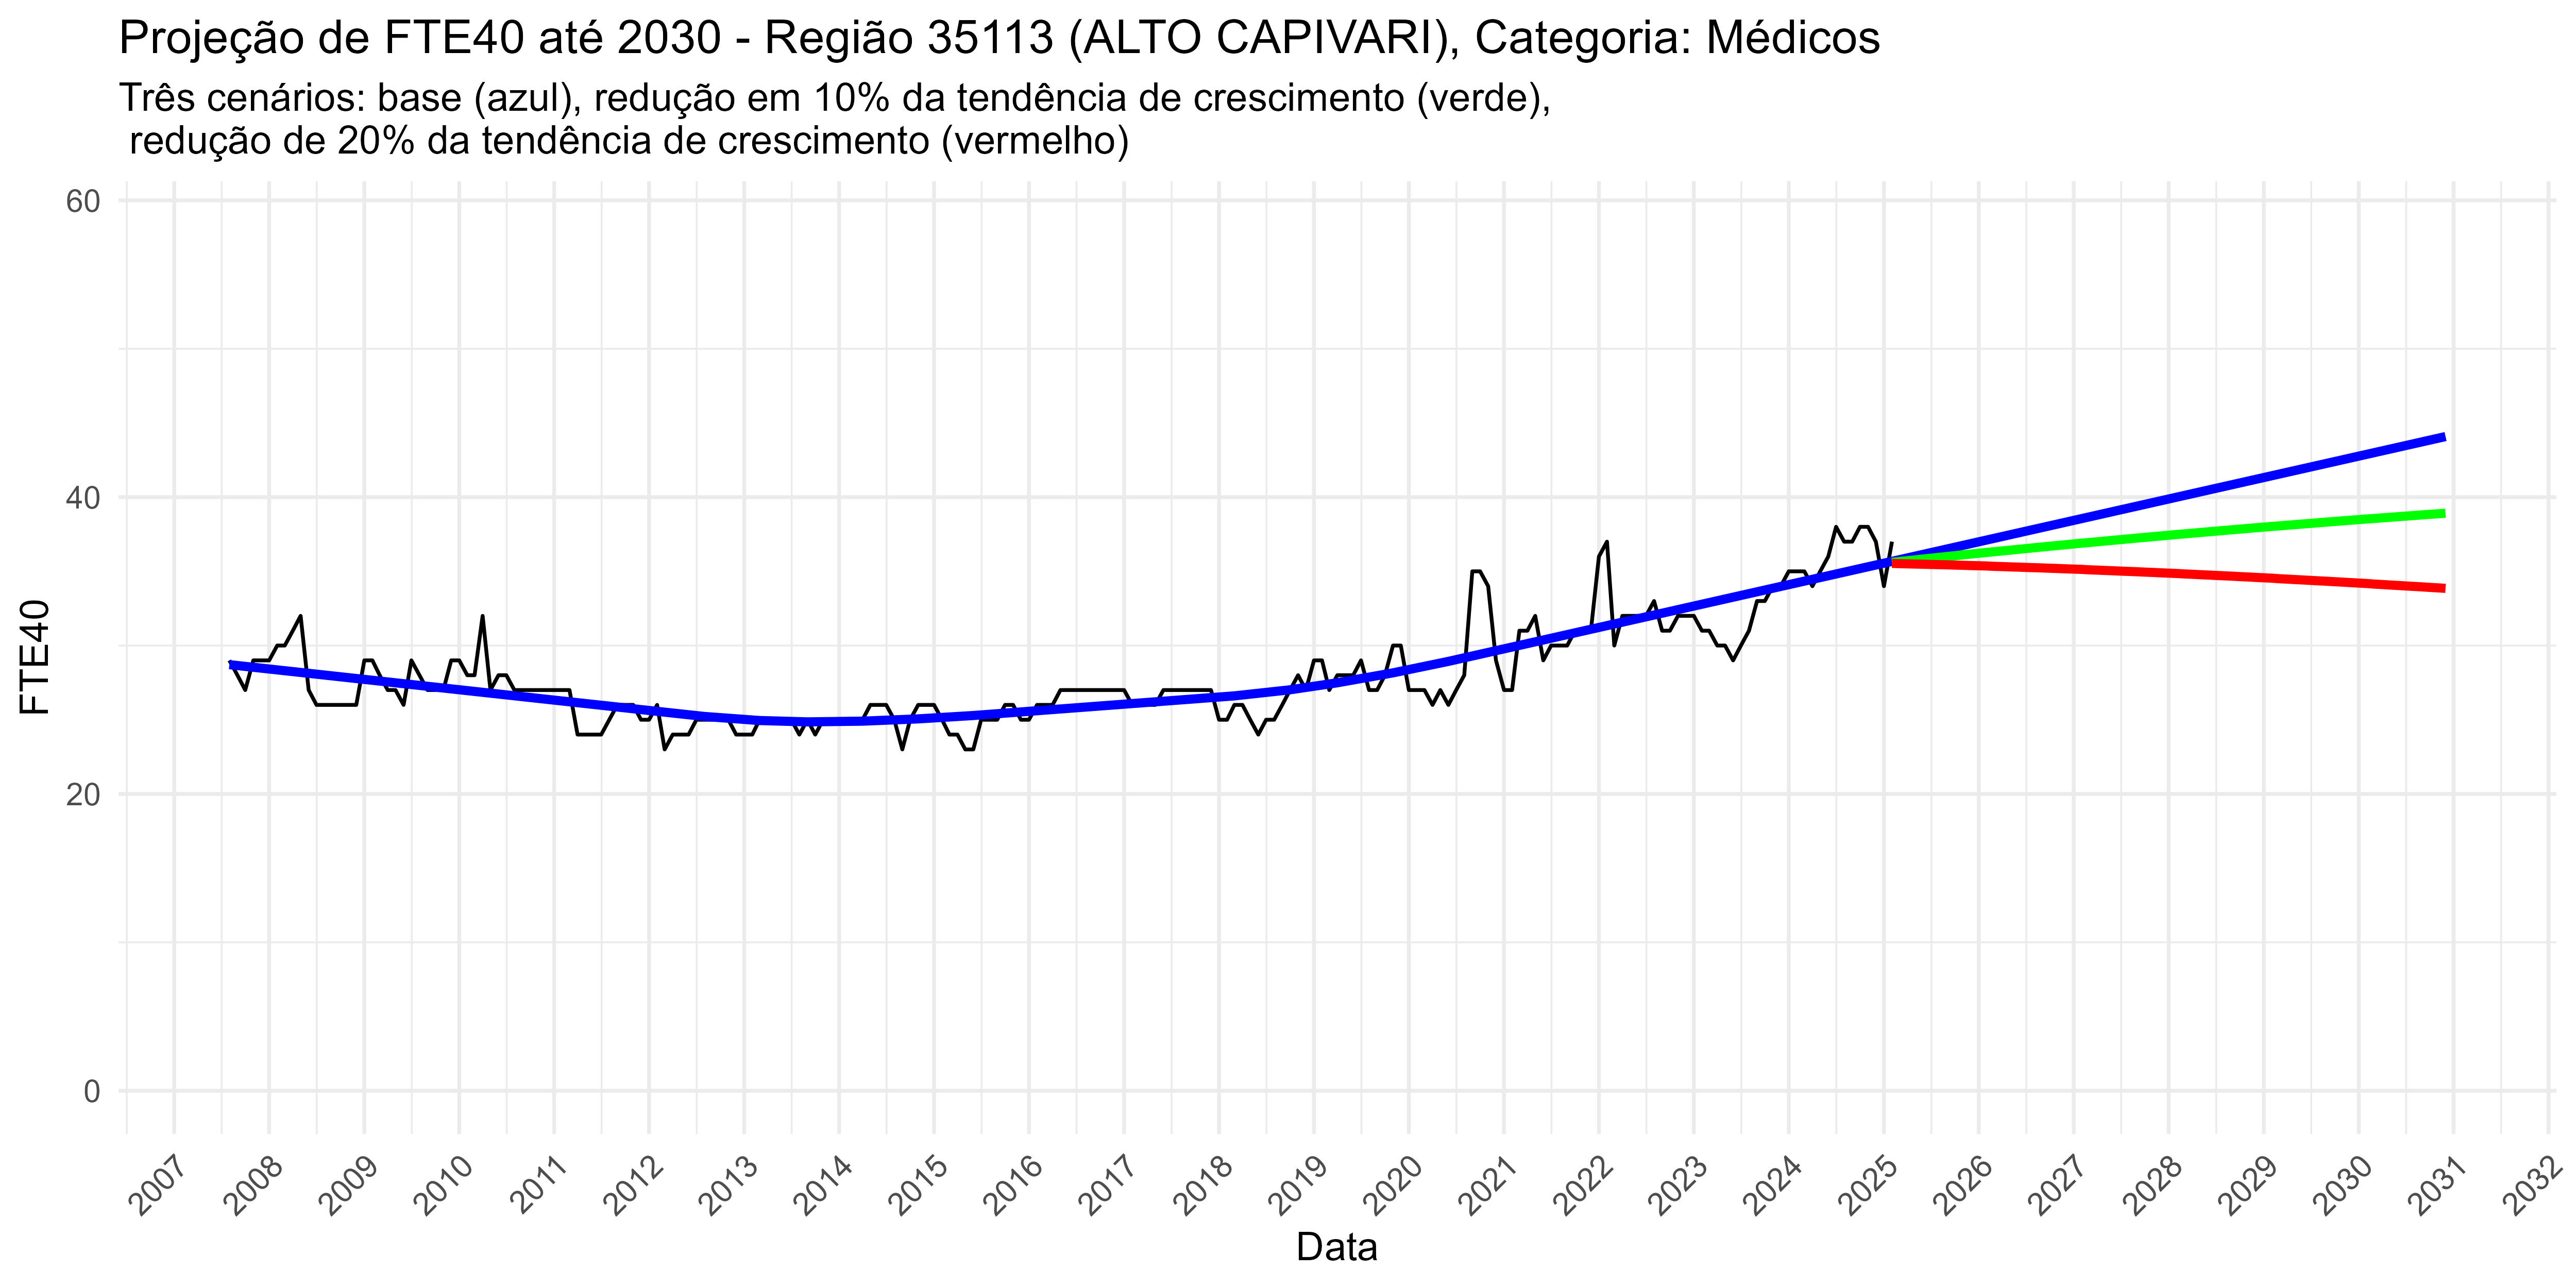 Projeção de FTE40 até 2030 - Região 35113 (ALTO CAPIVARI), Categoria: Médicos
Três cenários: base (azul), redução em 10% da tendência de crescimento (verde),
redução de 20% da tendência de crescimento (vermelho)
60
40
20
0
FTE40
2007 2008 2009 2010 2011 2012 2013 2014 2015 2016 2017 2018 2019 2020 2021 2022 2023 2024 2025 2026 2027 2028 2029 2030 2031 2032
Data